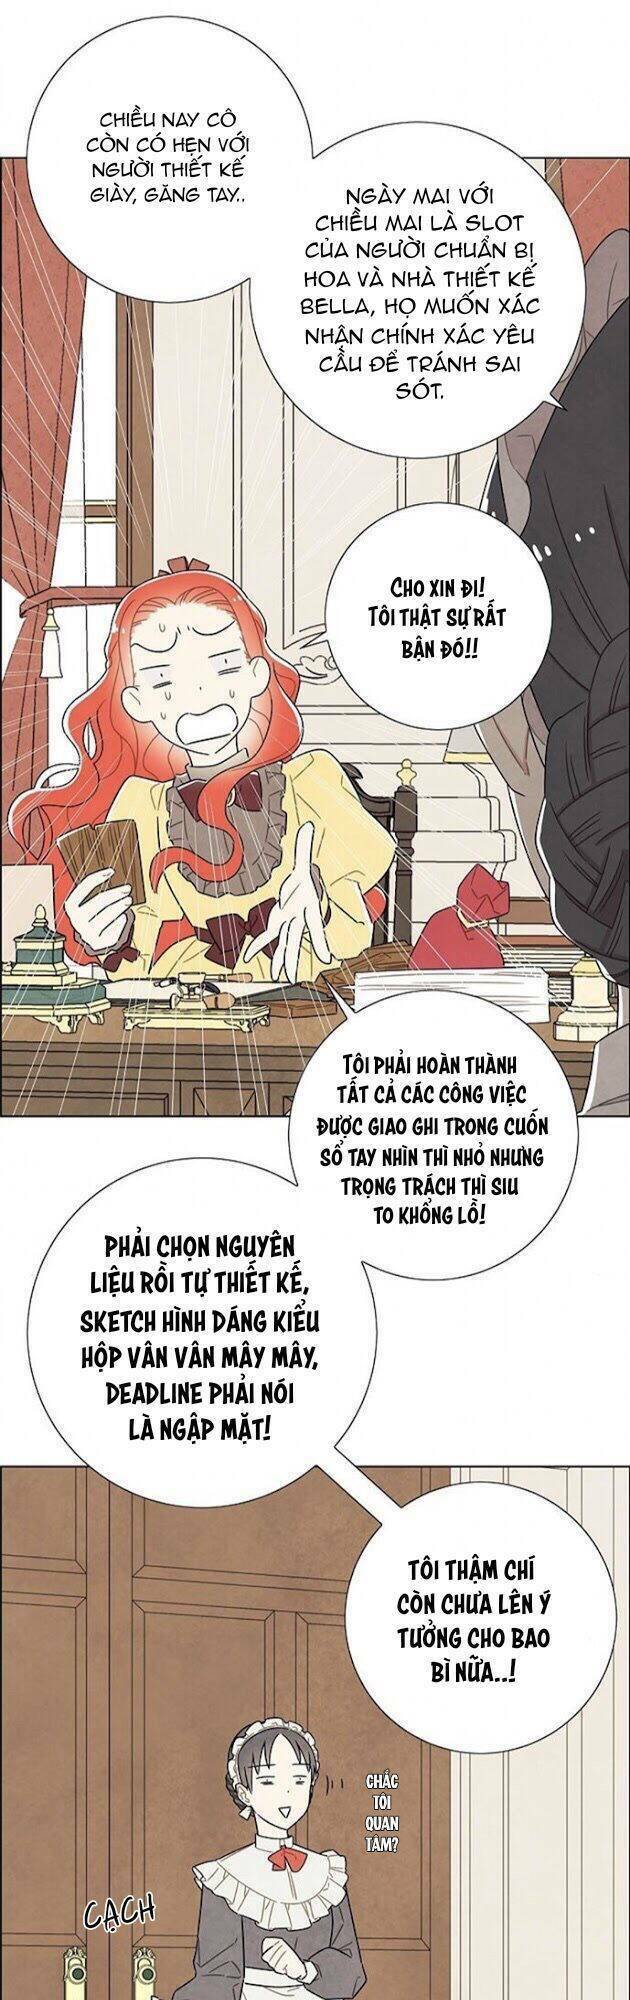 CHIỀU NAY CÔ
CÒN CÓ HẸN VỚI
NGƯỜI THIẾT KẾ
GIÀY, GĂNG TAY..
NGÀY MAI VỚI
CHIỀU MAI LÀ SLOT
CỦA NGƯỜI CHUẨN BỊ
HOA VÀ NHÀ THIẾT KẾ
BELLA, HỌ MUỐN XÁC
NHẬN CHÍNH XÁC YÊU
CẦU ĐỂ TRÁNH SAI
SÓT.
CHO XIN ĐI!
TÔI THẬT SỰ RẤT
BẬN ĐÓ!!
TÔI PHẢI HOÀN THÀNH
TẤT CẢ CÁC CÔNG VIỆC
ĐƯỢC GIAO GHI TRONG CUỐN
SỔ TAY NHÌN THÌ NHỎ NHƯNG
TRỌNG TRÁCH THÌ SIU
TO KHỔNG LỒ!
PHẢI CHỌN NGUYÊN
LIỆU RỒI TỰ THIẾT KẾ,
SKETCH HÌNH DÁNG KIỂU
HỘP VÂN VÂN MÂY MÂY,
DEADLINE PHẢI NÓI
LÀ NGẬP MẶT!
TÔI THẬM CHÍ
CÒN CHƯA LÊN Ý
TƯỞNG CHO BAO
BÌ NỮA..!
CHẮC
TÔI
QUAN
TÂM?
CẠCH